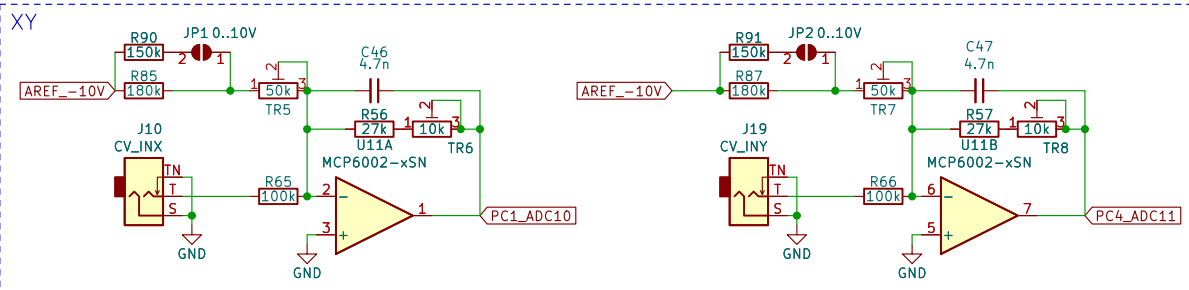 XY
R90
150k
2
1
JP1 0..10V
AREF_-10V
R85
180k
1
2
3
50k
TR5
C46
4.7n
R56
27k
1
2
3
10k
TR6
J10
CV_INX
TN
T
S
GND
R65
100k
U11A
MCP6002-xSN
2
−
3
+
1
GND
PC1_ADC10
R91
150k
2
1
JP2 0..10V
AREF_-10V
R87
180k
1
2
3
50k
TR7
C47
4.7n
R57
27k
1
2
3
10k
TR8
J19
CV_INY
TN
T
S
GND
R66
100k
U11B
MCP6002-xSN
6
−
5
+
7
GND
PC4_ADC11